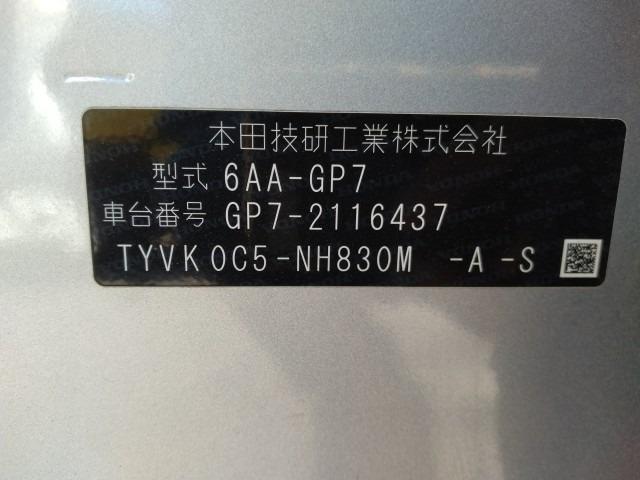 本田技研工業株式会社
型式 6AA-GP7
車台番号 GP7-2116437
TYVK0C5-NH830M -A -S